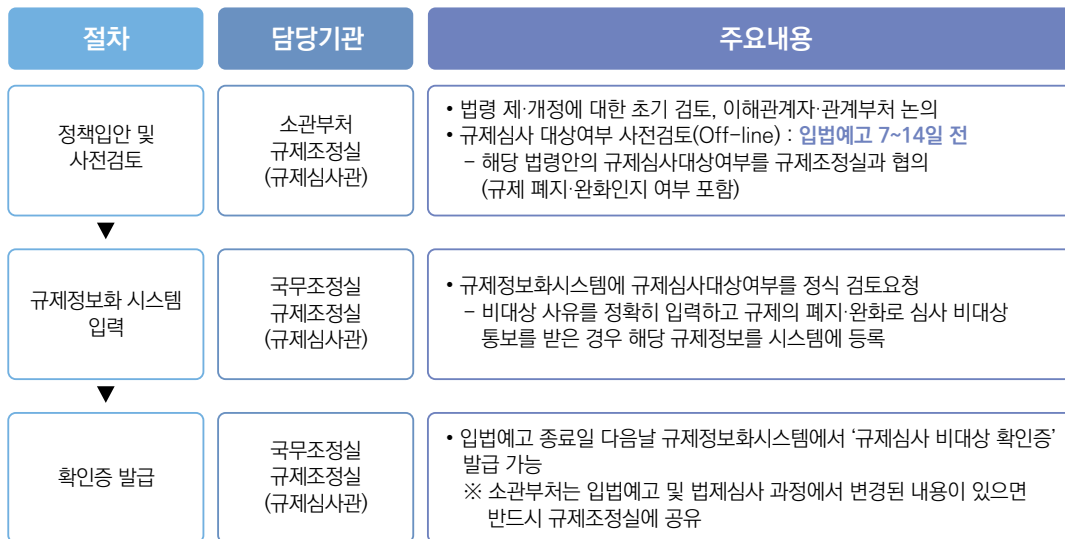 절차
담당기관
주요내용
정책입안 및
사전검토
소관부처
규제조정실
(규제심사관)
• 법령 제·개정에 대한 초기 검토, 이해관계자·관계부처 논의
• 규제심사 대상여부 사전검토(Off-line) : 입법예고 7~14일 전
- 해당 법령안의 규제심사대상여부를 규제조정실과 협의
(규제 폐지·완화인지 여부 포함)
▼
규제정보화 시스템
입력
국무조정실
규제조정실
(규제심사관)
• 규제정보화시스템에 규제심사대상여부를 정식 검토요청
- 비대상 사유를 정확히 입력하고 규제의 폐지·완화로 심사 비대상
통보를 받은 경우 해당 규제정보를 시스템에 등록
▼
확인증 발급
국무조정실
규제조정실
(규제심사관)
• 입법예고 종료일 다음날 규제정보화시스템에서 ‘규제심사 비대상 확인증’
발급 가능
※ 소관부처는 입법예고 및 법제심사 과정에서 변경된 내용이 있으면
반드시 규제조정실에 공유